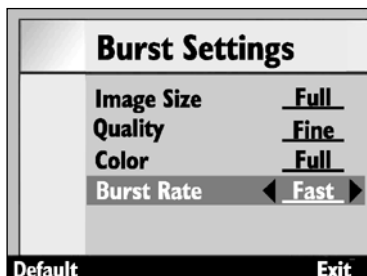 Burst Settings
Image Size Full
Quality Fine
Color Full
Burst Rate Fast
Default Exit